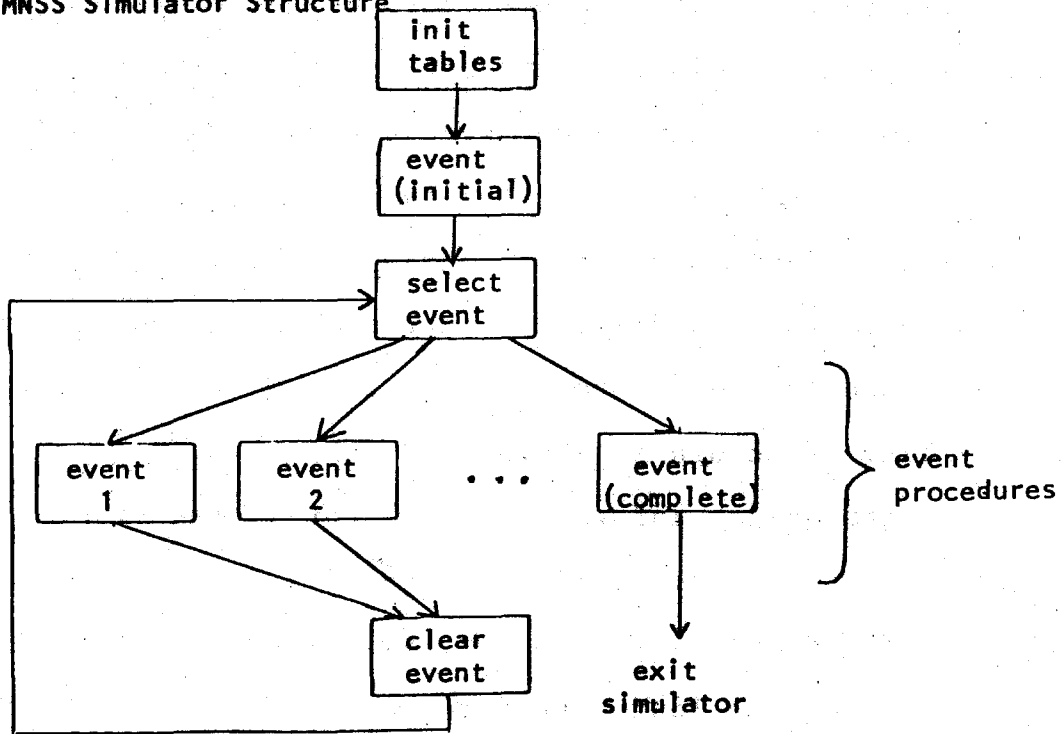 MNSS Simulator Structure
init
tables
event
(initial)
select
event
event
1
event
2
...
event
(complete)
event
procedures
clear
event
exit
simulator